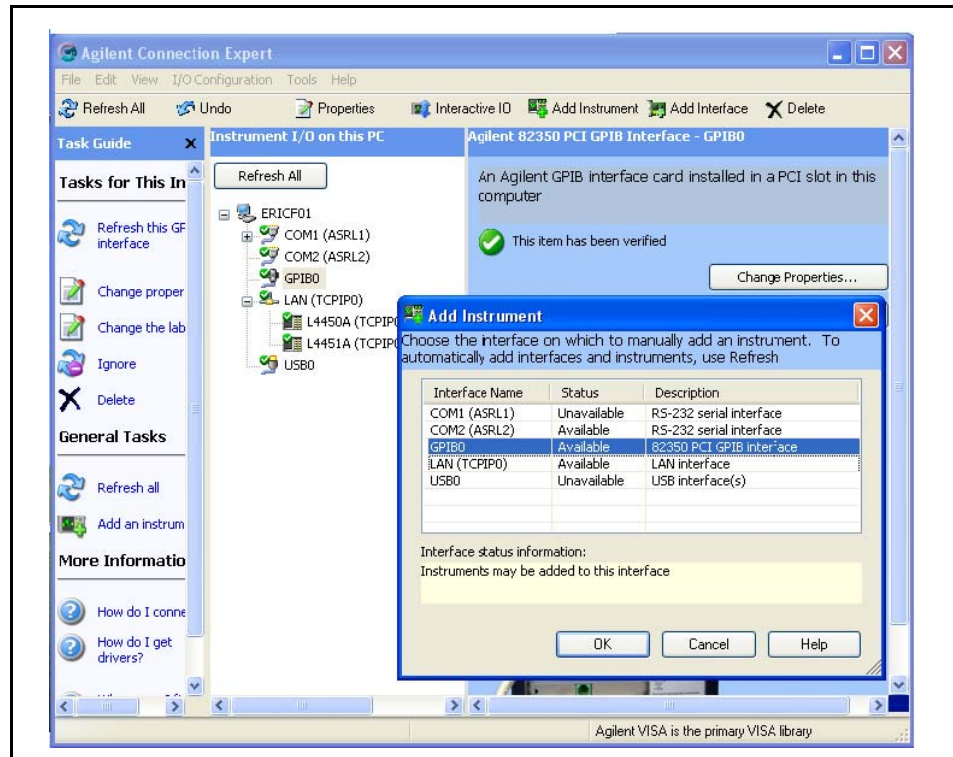 Agilent Connection Expert
File Edit View I/O Configuration Tools Help
Refresh All Undo Properties Interactive IO Add Instrument Add Interface Delete
Task Guide x
Tasks for This In
Refresh this GF
interface
Change proper
Change the lab
Ignore
Delete
General Tasks
Refresh all
Add an instrum
More Informatio
How do I conne
How do I get
drivers?
Instrument I/O on this PC
Refresh All
ERICF01
COM1 (ASRL1)
COM2 (ASRL2)
GPIB0
LAN (TCPIP0)
L4450A (TCPIP
L4451A (TCPIP
USB0
Agilent 82350 PCI GPIB Interface - GPIB0
An Agilent GPIB interface card installed in a PCI slot in this
computer
This item has been verified
Change Properties...
Add Instrument
Choose the interface on which to manually add an instrument. To
automatically add interfaces and instruments, use Refresh
Interface Name Status Description
COM1 (ASRL1) Unavailable RS-232 serial interface
COM2 (ASRL2) Available RS-232 serial interface
GPIB0 Available 82350 PCI GPIB interface
LAN (TCPIP0) Available LAN interface
USB0 Unavailable USB interface(s)
Interface status information:
Instruments may be added to this interface
OK Cancel Help
Agilent VISA is the primary VISA library